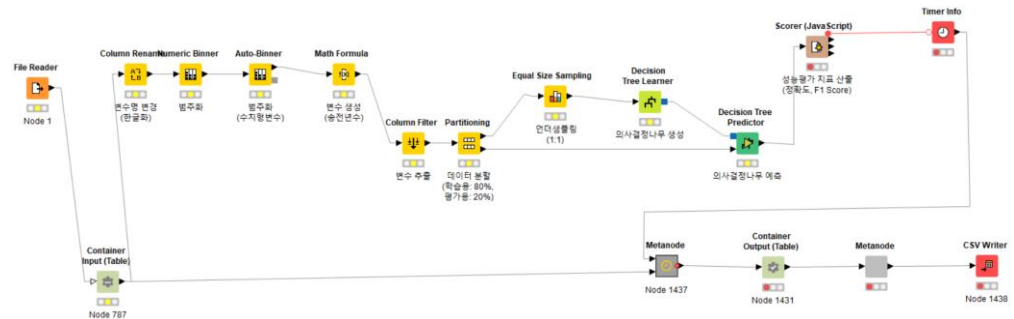 File Reader
Node 1
Column Rename
변수명 변경
(한글화)
Numeric Binner
범주화
Auto-Binner
범주화
(수치형변수)
Math Formula
변수 생성
(송전년수)
Column Filter
변수 추출
Partitioning
데이터 분할
(학습용: 80%,
평가용: 20%)
Equal Size Sampling
언더샘플링
(1:1)
Decision
Tree Learner
의사결정나무 생성
Decision Tree
Predictor
의사결정나무 예측
Scorer (JavaScript)
성능평가 지표 산출
(정확도, F1 Score)
Timer Info
Container
Input (Table)
Node 787
Metanode
Node 1437
Container
Output (Table)
Node 1431
Metanode
CSV Writer
Node 1438